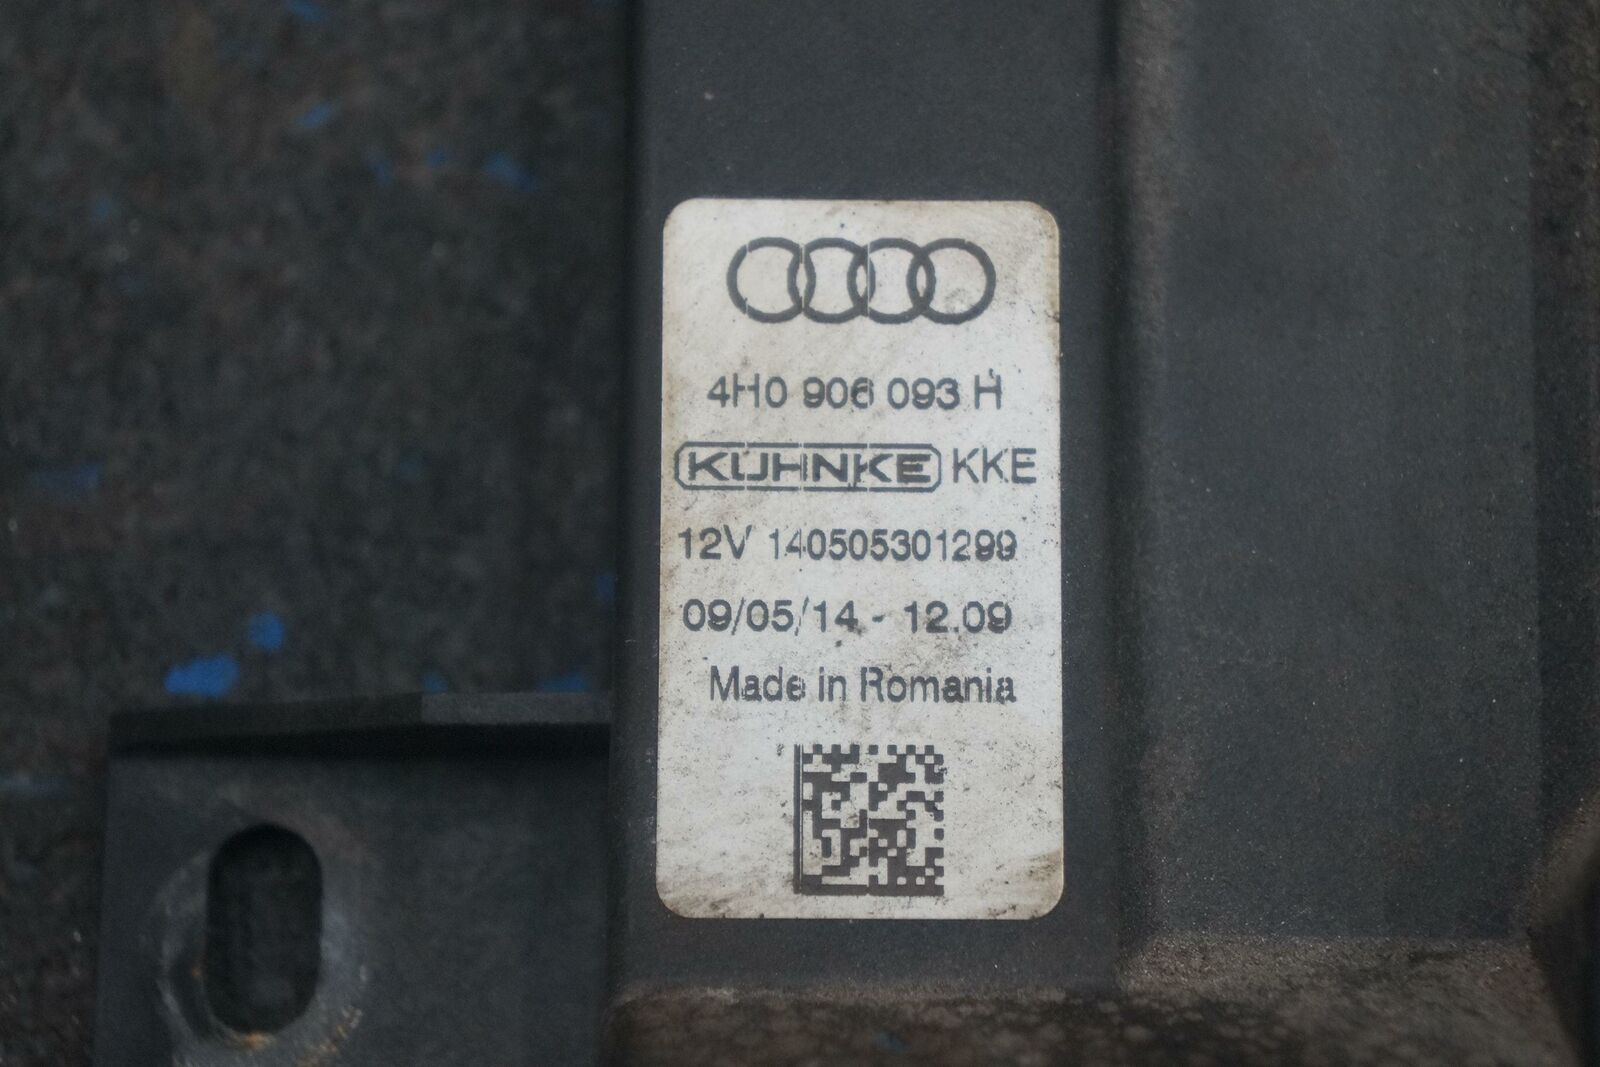 4H0 906 093 H
KUHNKE KKE
12V 140505301299
09/05/14 - 12.09
Made in Romania